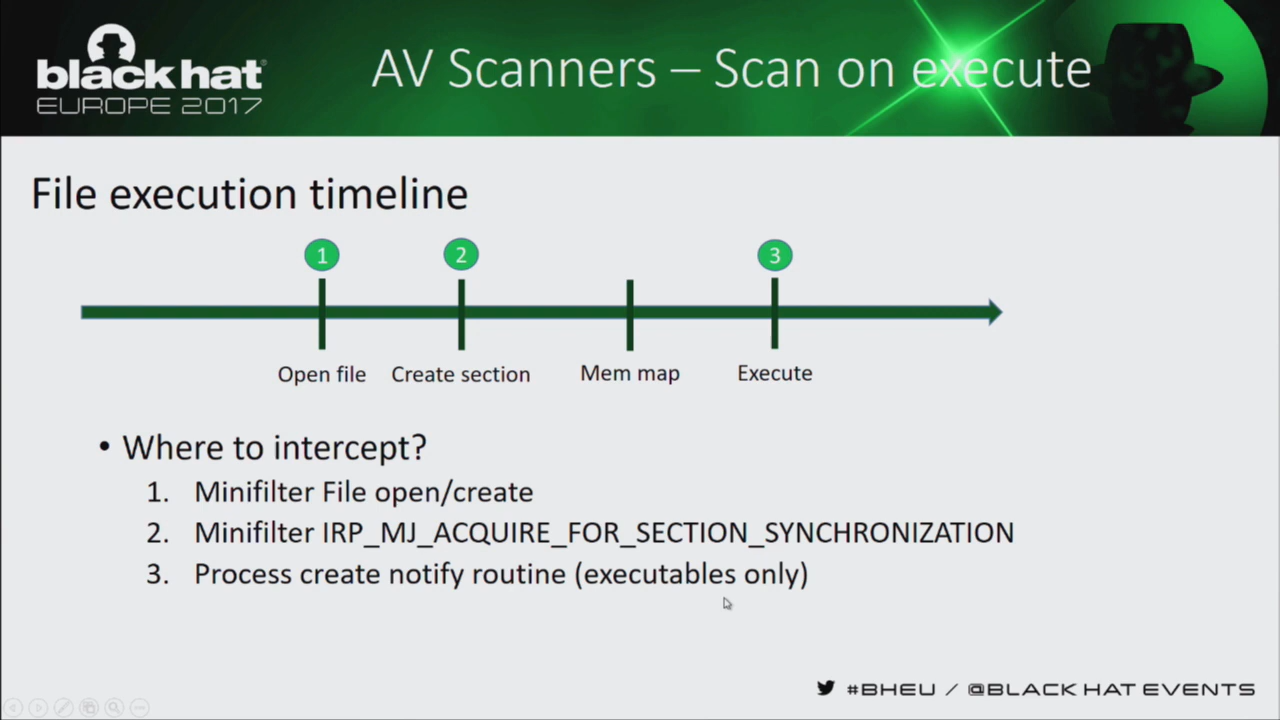 black hat®
EUROPE 2017
AV Scanners – Scan on execute
File execution timeline
1 2 3
Open file Create section Mem map Execute
• Where to intercept?
1. Minifilter File open/create
2. Minifilter IRP_MJ_ACQUIRE_FOR_SECTION_SYNCHRONIZATION
3. Process create notify routine (executables only)
#BHEU / @BLACK HAT EVENTS